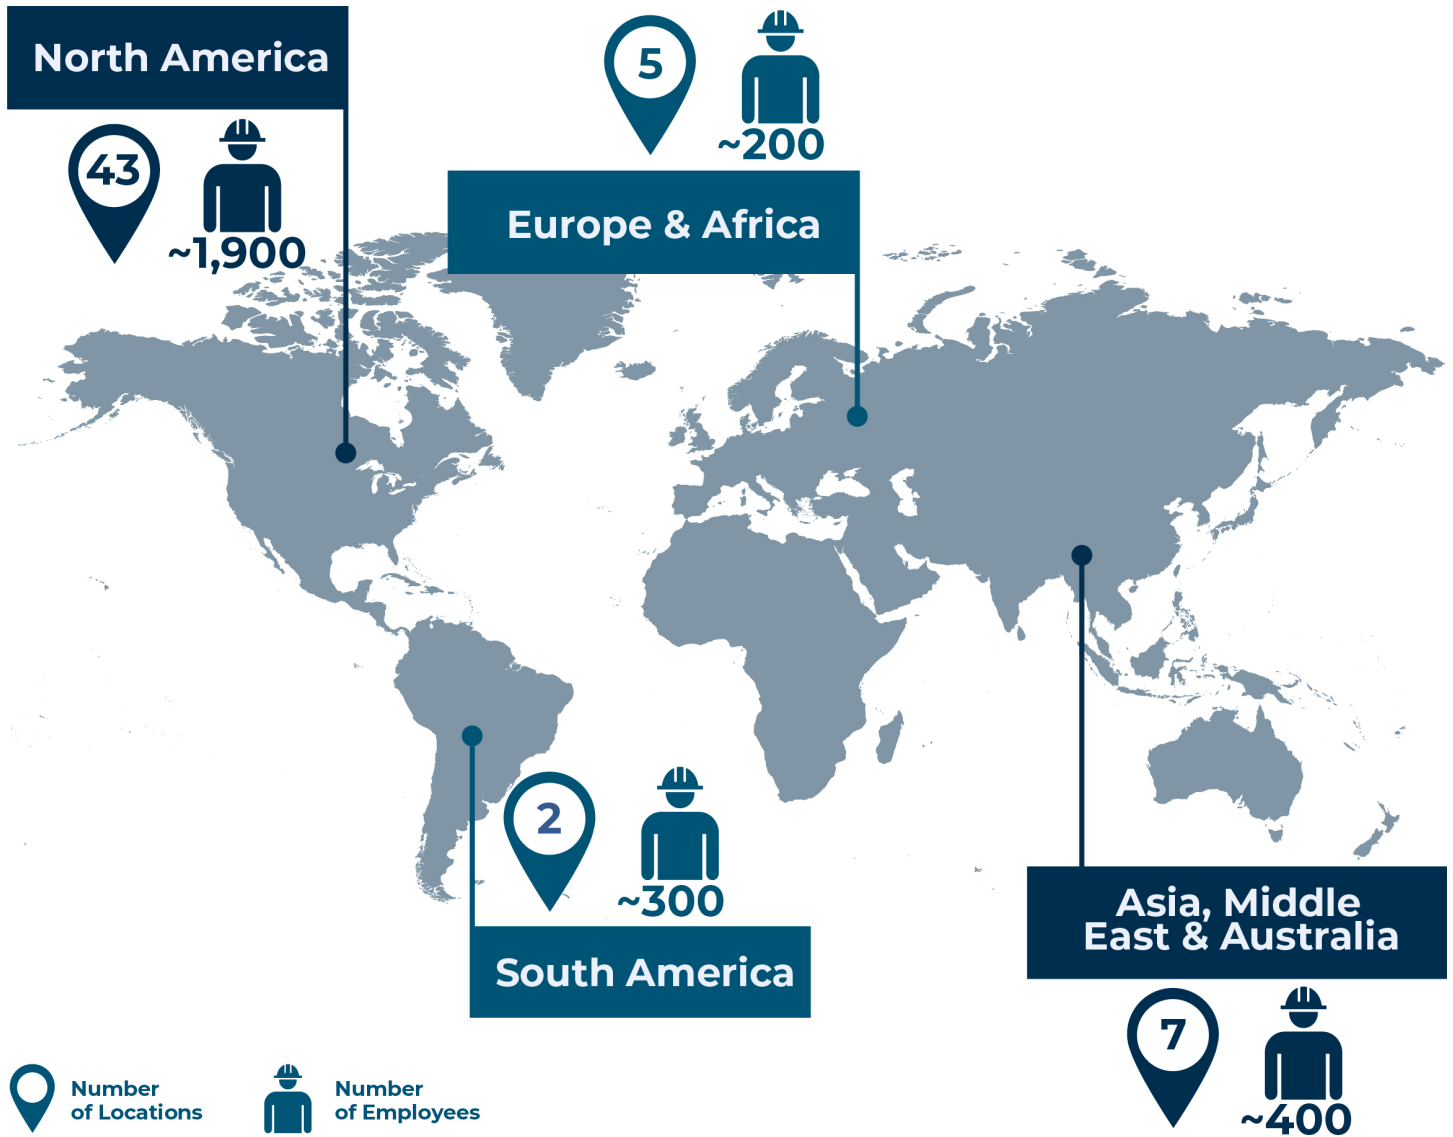 North America
43
~1,900
5
~200
Europe & Africa
2
~300
South America
Asia, Middle
East & Australia
7
~400
Number
of Locations
Number
of Employees